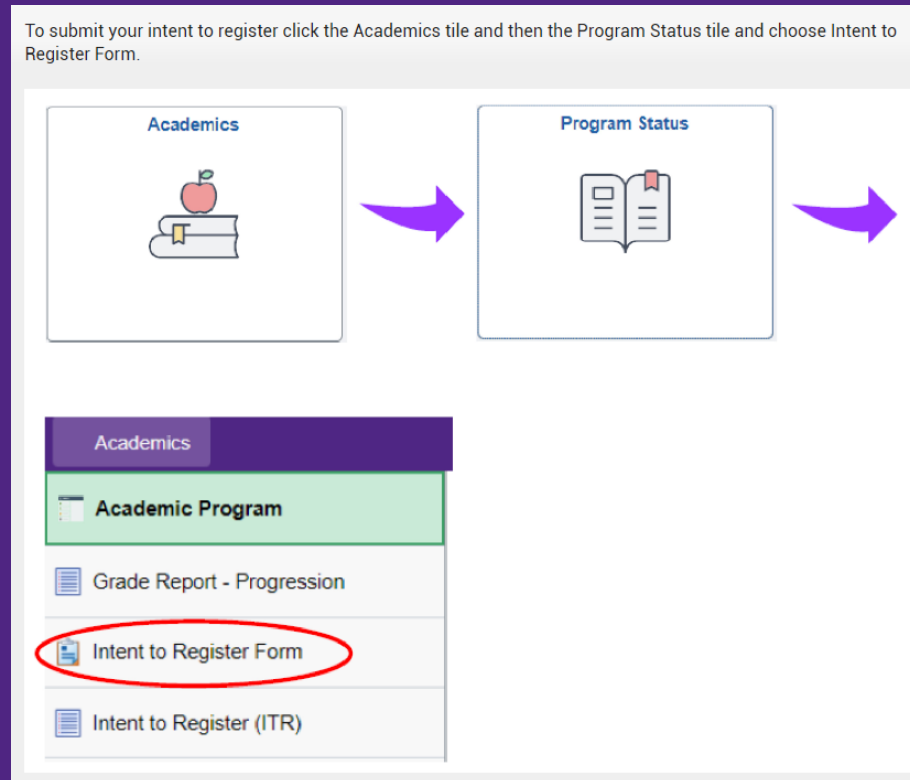 To submit your intent to register click the Academics tile and then the Program Status tile and choose Intent to
Register Form.
Academics
Program Status
Academics
Academic Program
Grade Report - Progression
Intent to Register Form
Intent to Register (ITR)